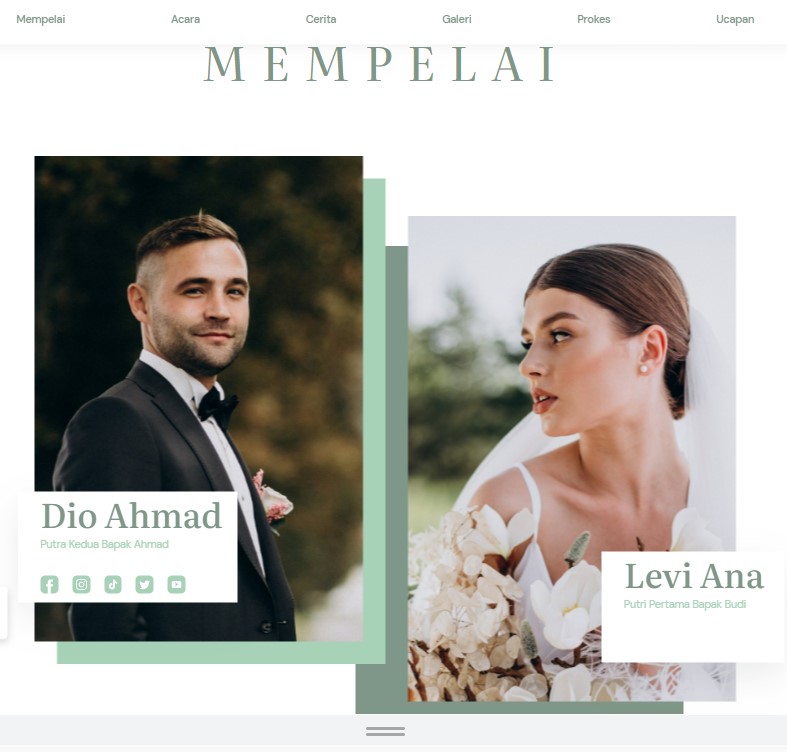 Mempelai
Acara
Cerita
Galeri
Prokes
Ucapan
MEMPELAI
Dio Ahmad
Putra Kedua Bapak Ahmad
Levi Ana
Putri Pertama Bapak Budi